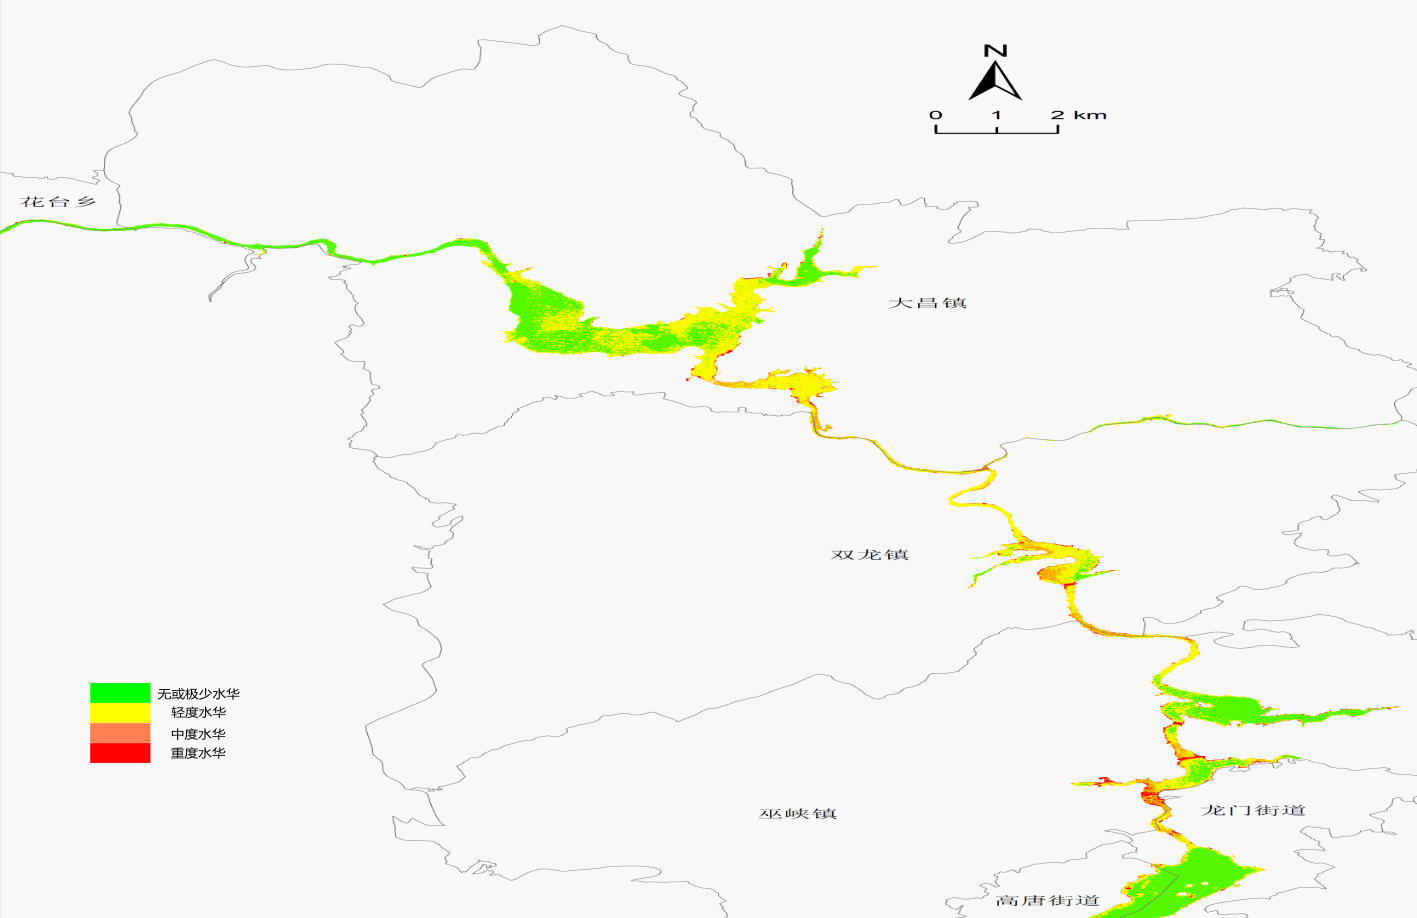 N
0 1 2 km
花台乡
大昌镇
双龙镇
无或极少水华
轻度水华
中度水华
重度水华
巫峡镇
龙门街道
高唐街道